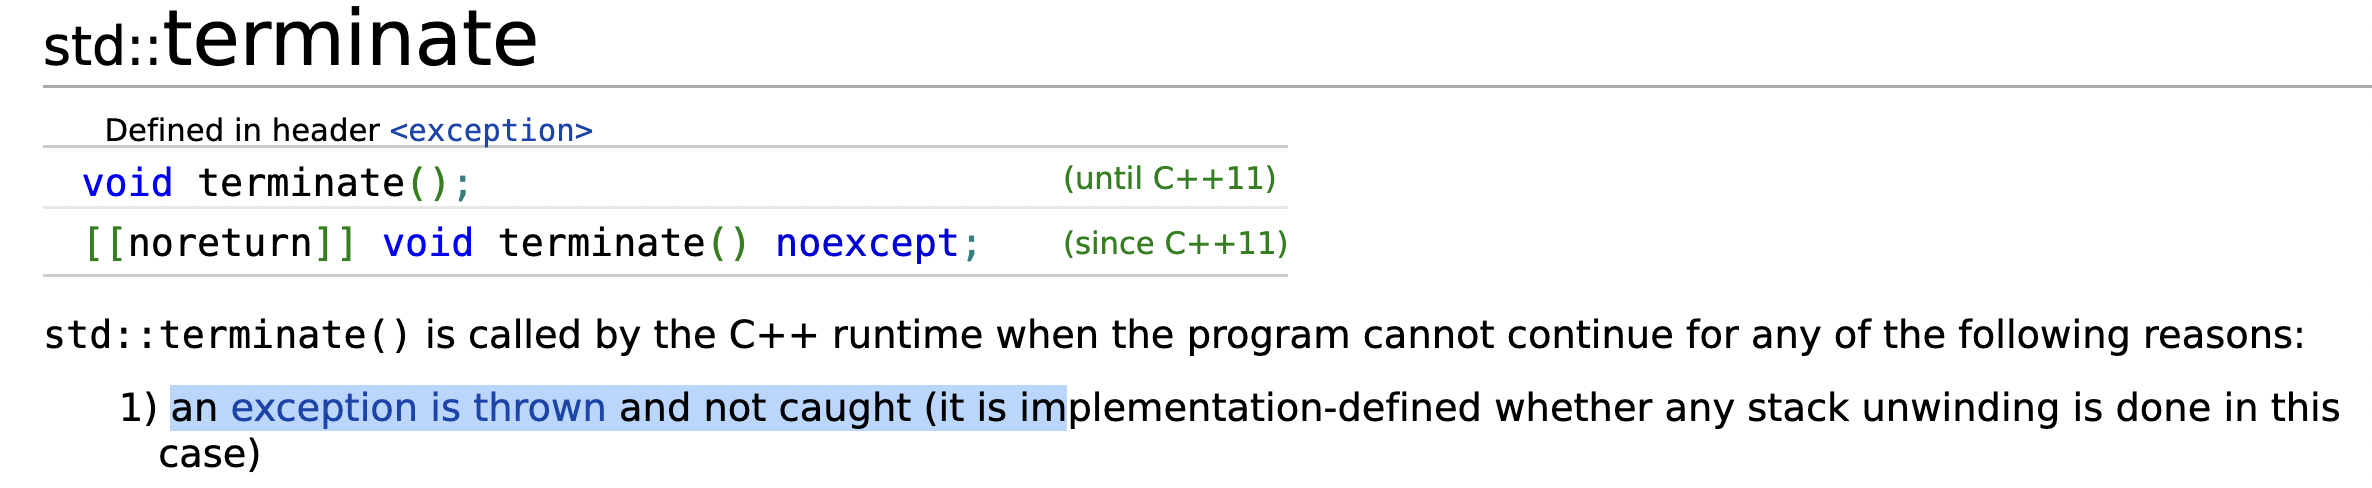 std::terminate
Defined in header <exception>
void terminate(); (until C++11)
[[noreturn]] void terminate() noexcept; (since C++11)
std::terminate() is called by the C++ runtime when the program cannot continue for any of the following reasons:
1) an exception is thrown and not caught (it is implementation-defined whether any stack unwinding is done in this
case)